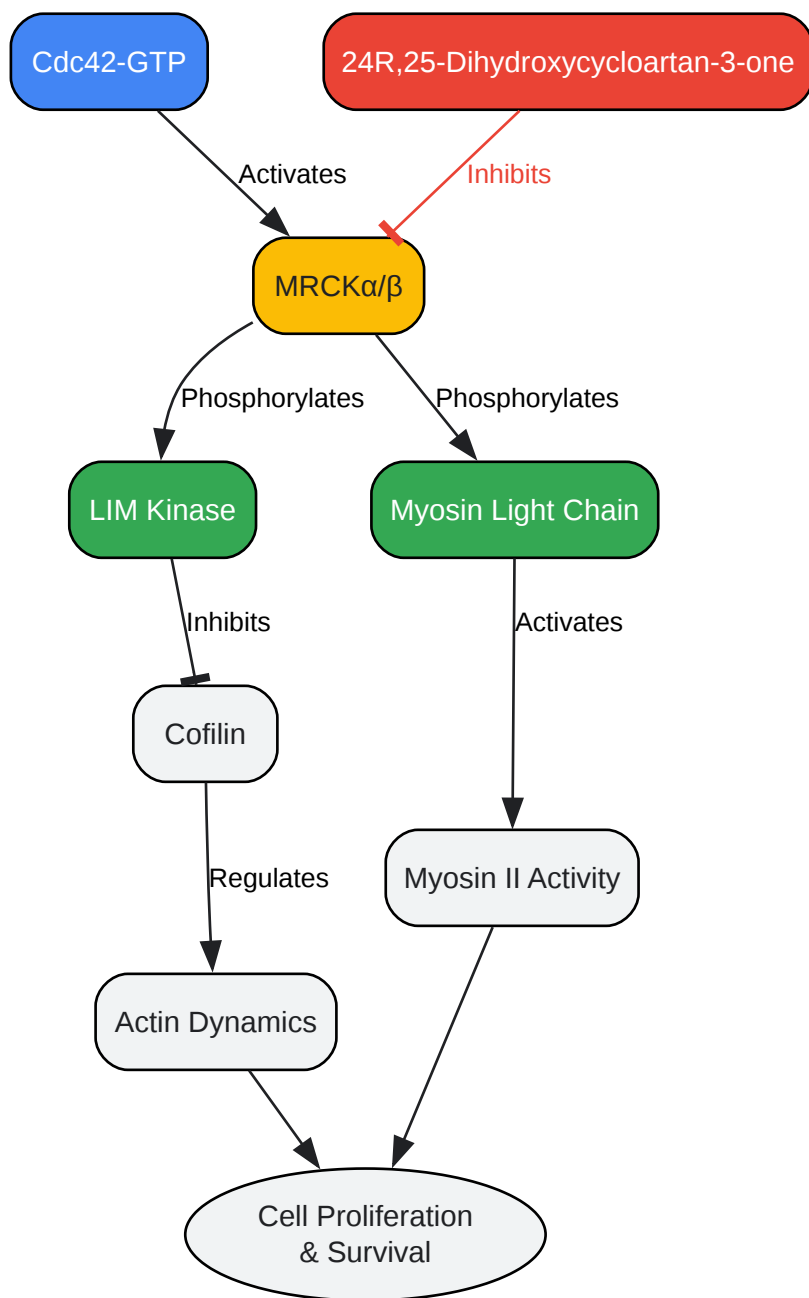 Cdc42-GTP
24R,25-Dihydroxycycloartan-3-one
Activates
Inhibits
MRCKα/β
Phosphorylates
Phosphorylates
LIM Kinase
Myosin Light Chain
Inhibits
Activates
Cofilin
Regulates
Myosin II Activity
Actin Dynamics
Cell Proliferation
& Survival